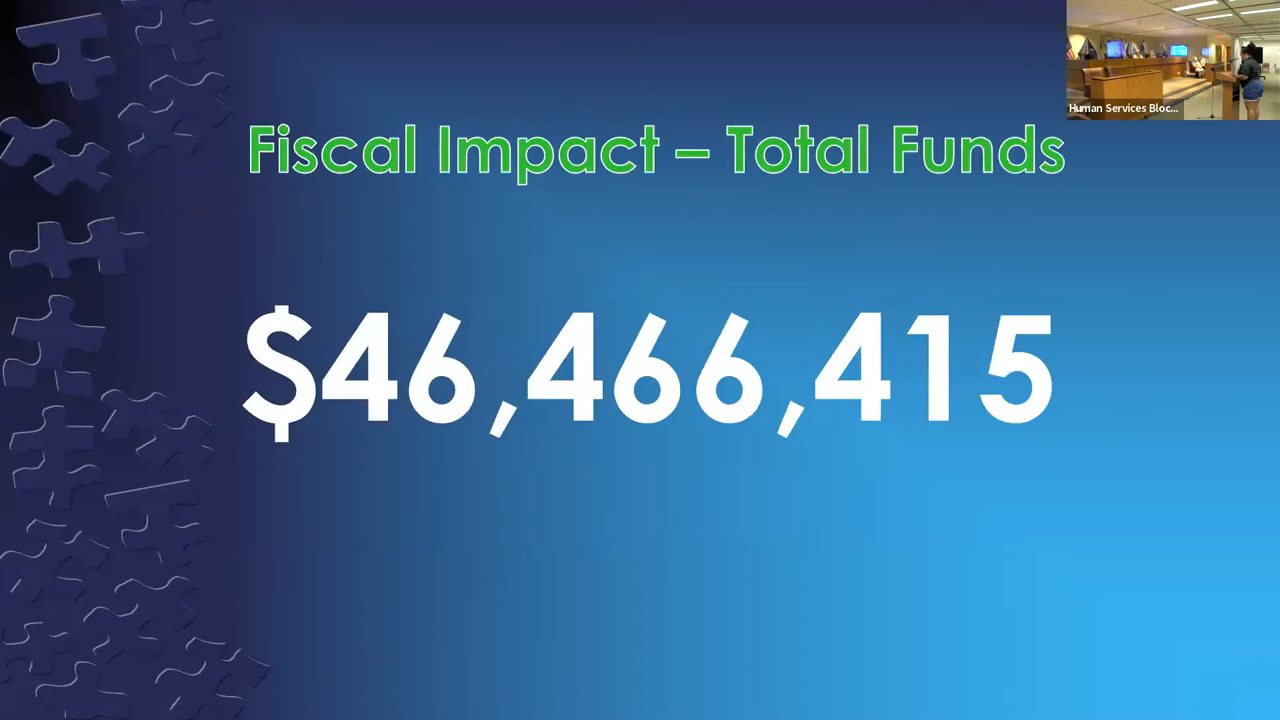 Human Services Bloc...
Fiscal Impact – Total Funds
$46,466,415